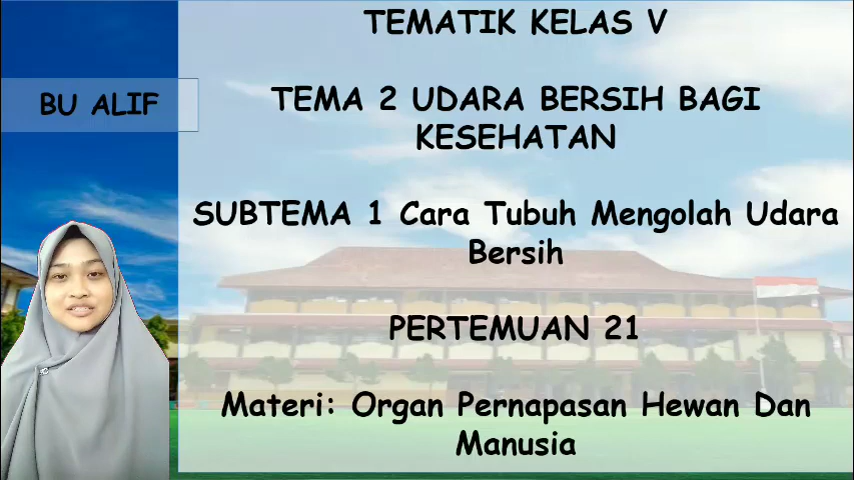 TEMATIK KELAS V
BU ALIF
TEMA 2 UDARA BERSIH BAGI
KESEHATAN
SUBTEMA 1 Cara Tubuh Mengolah Udara
Bersih
PERTEMUAN 21
Materi: Organ Pernapasan Hewan Dan
Manusia